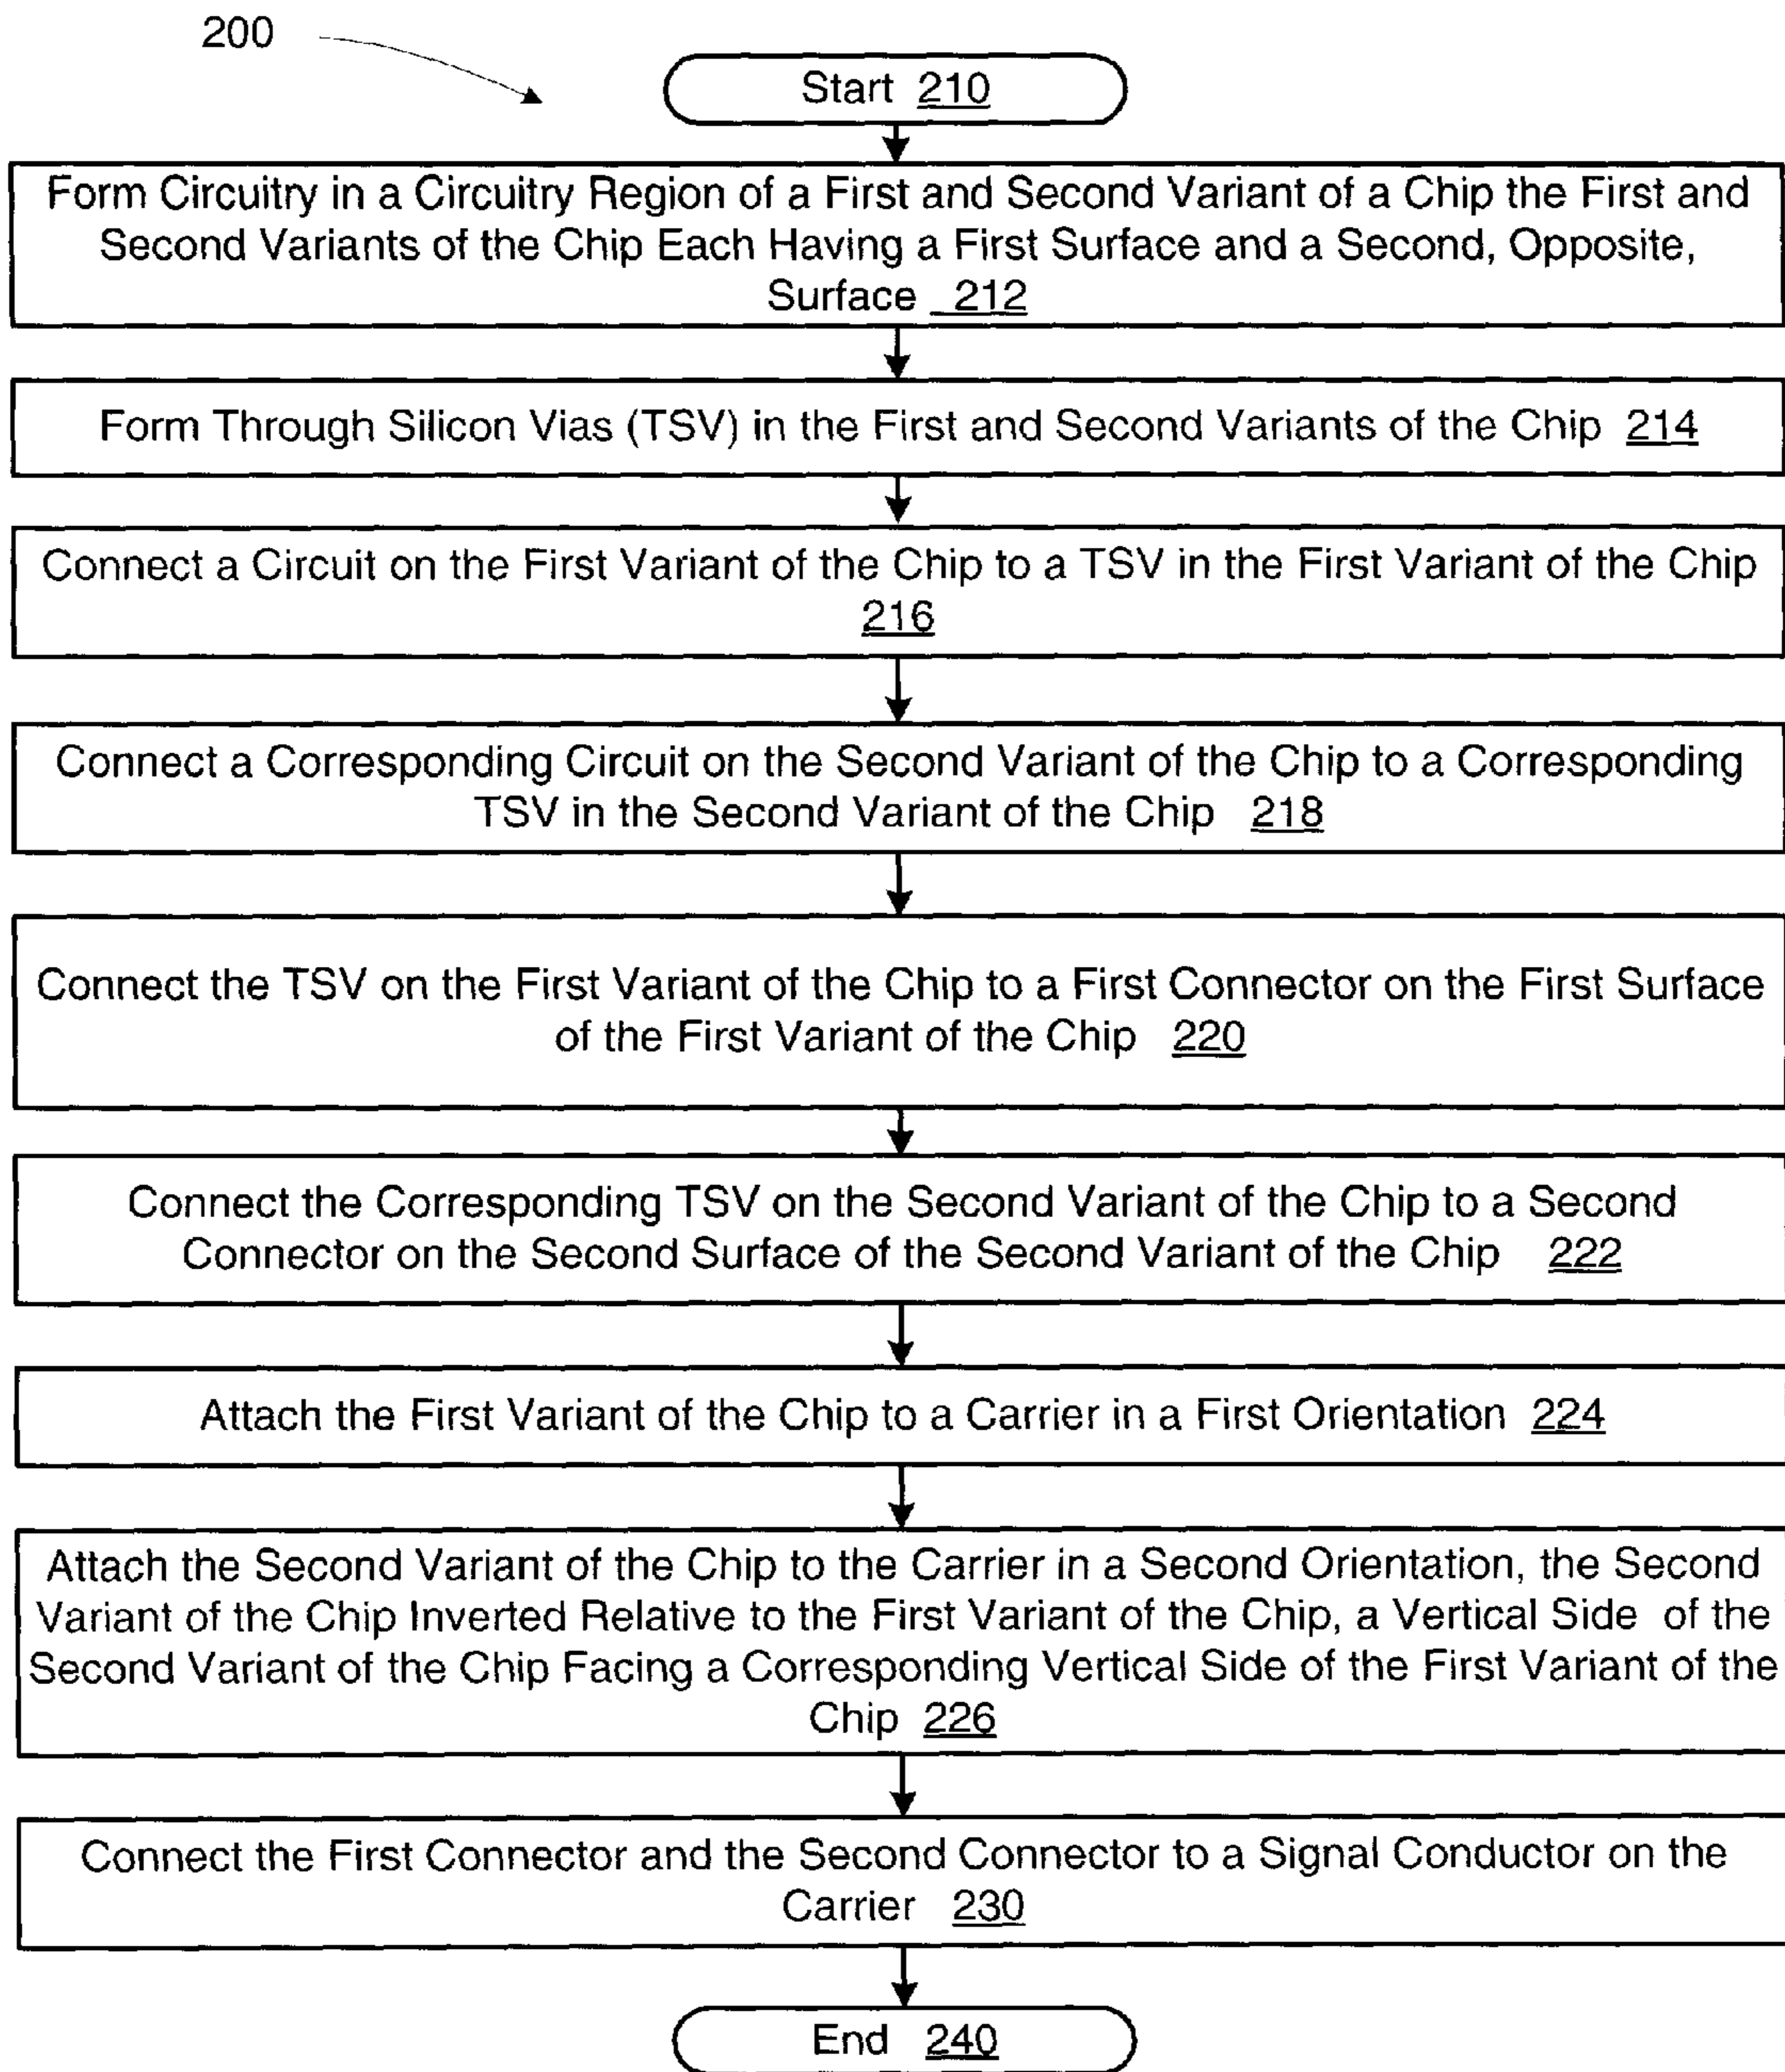 200
Start 210
Form Circuitry in a Circuitry Region of a First and Second Variant of a Chip the First and
Second Variants of the Chip Each Having a First Surface and a Second, Opposite,
Surface 212
Form Through Silicon Vias (TSV) in the First and Second Variants of the Chip 214
Connect a Circuit on the First Variant of the Chip to a TSV in the First Variant of the Chip
216
Connect a Corresponding Circuit on the Second Variant of the Chip to a Corresponding
TSV in the Second Variant of the Chip 218
Connect the TSV on the First Variant of the Chip to a First Connector on the First Surface
of the First Variant of the Chip 220
Connect the Corresponding TSV on the Second Variant of the Chip to a Second
Connector on the Second Surface of the Second Variant of the Chip 222
Attach the First Variant of the Chip to a Carrier in a First Orientation 224
Attach the Second Variant of the Chip to the Carrier in a Second Orientation, the Second
Variant of the Chip Inverted Relative to the First Variant of the Chip, a Vertical Side of the
Second Variant of the Chip Facing a Corresponding Vertical Side of the First Variant of the
Chip 226
Connect the First Connector and the Second Connector to a Signal Conductor on the
Carrier 230
End 240